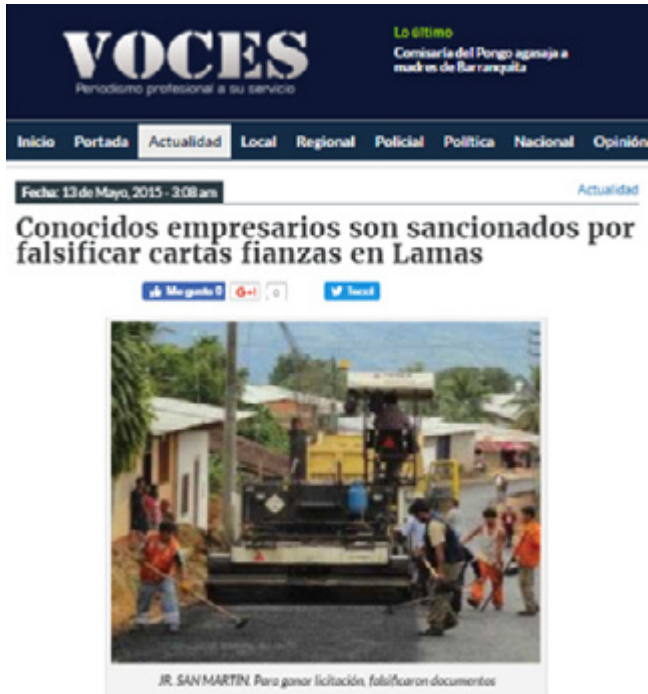 VOCES
Periodismo profesional a su servicio
Lo último
Comisaría del Pongo agasaja a
madres de Barranquita
Inicio Portada Actualidad Local Regional Policial Política Nacional Opinión
Fecha: 13 de Mayo, 2015 - 3:08 am
Actualidad
Conocidos empresarios son sancionados por
falsificar cartas fianzas en Lamas
Me gusta 0 G+1 0 Tweet
JR. SAN MARTIN. Para ganar licitación, falsificaron documentos